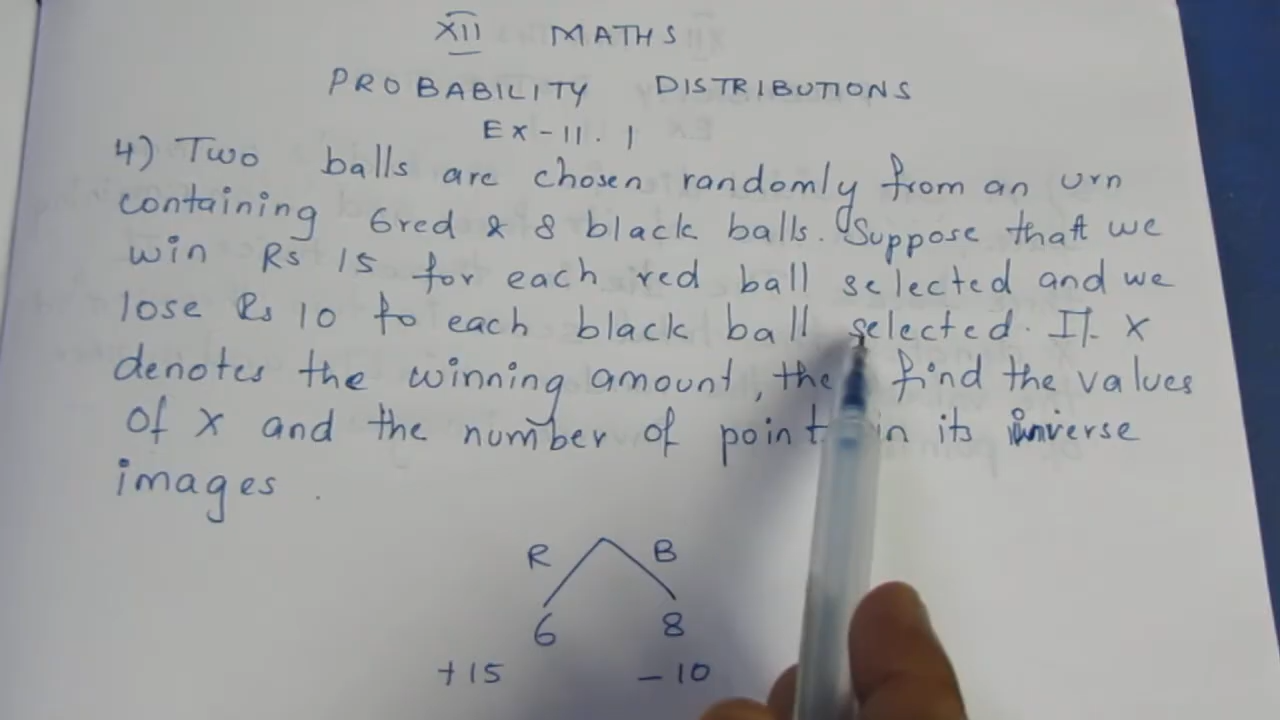 XII MATHS
PROBABILITY DISTRIBUTIONS
Ex-11.1
4) Two balls are chosen randomly from an urn
containing 6 red & 8 black balls. Suppose that we
win Rs 15 for each red ball selected and we
lose Rs 10 fo each black ball selected. If X
denotes the winning amount, the find the values
of X and the number of point in its inverse
images.
R B
6 8
+15 -10